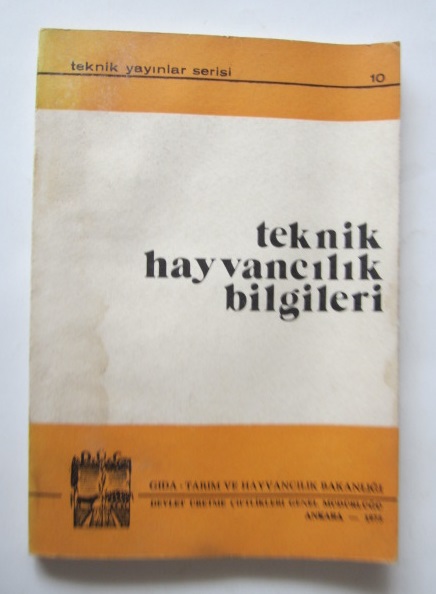 teknik yayınlar serisi 10
teknik
hayvancılık
bilgileri
D.Ü.Ç.
GIDA - TARIM VE HAYVANCILIK BAKANLIĞI
DEVLET ÜRETME ÇİFTLİKLERİ GENEL MÜDÜRLÜĞÜ
ANKARA —